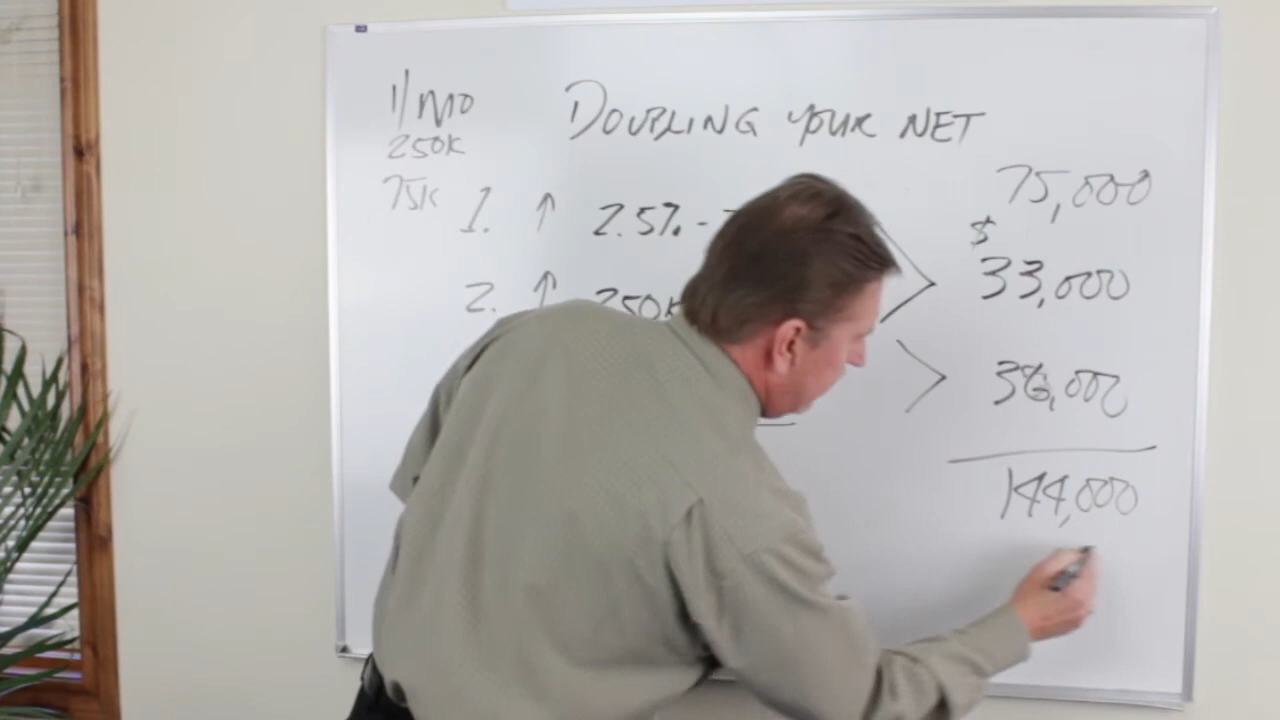 1/MO
250K
75K
DOUBLING YOUR NET
1. ↑ 2.5% -
2. ↑ 250K
75,000
$
33,000
36,000
144,000